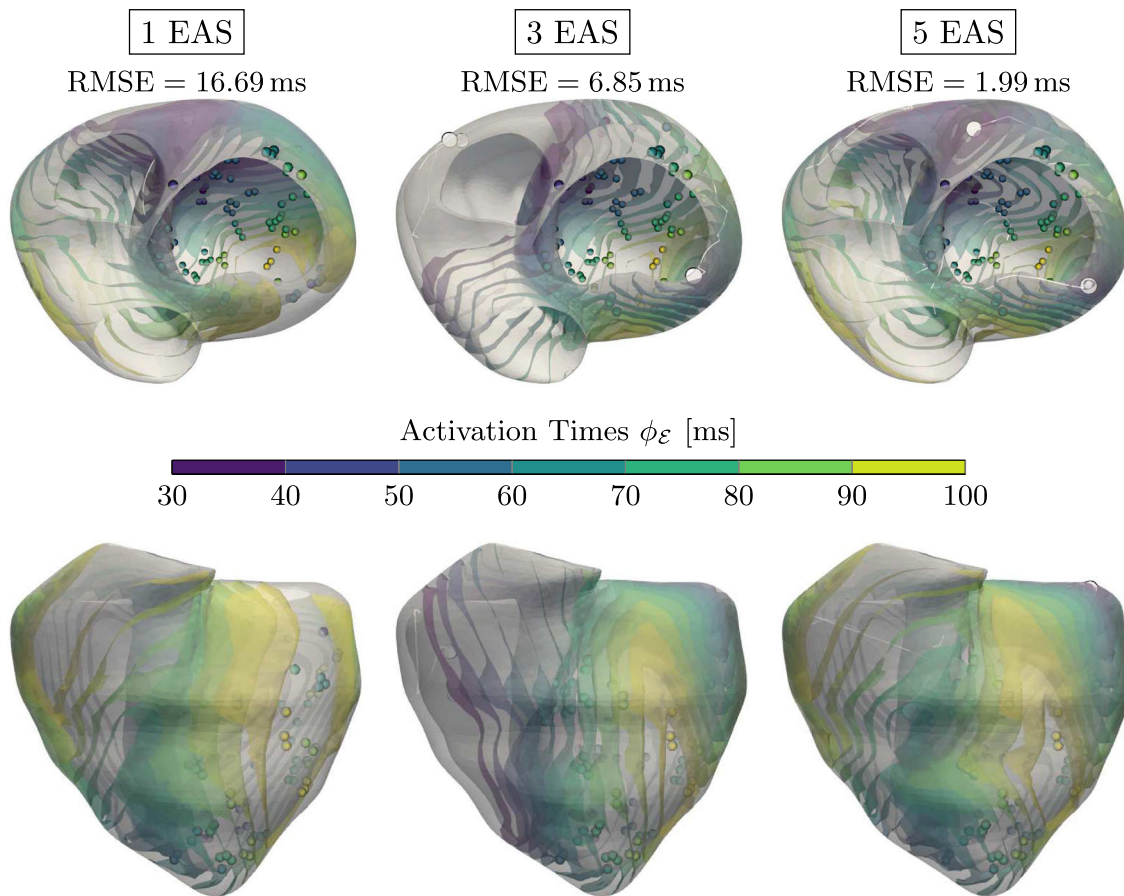 1 EAS
3 EAS
5 EAS
RMSE = 16.69 ms
RMSE = 6.85 ms
RMSE = 1.99 ms
Activation Times ϕ_ℰ [ms]
30 40 50 60 70 80 90 100